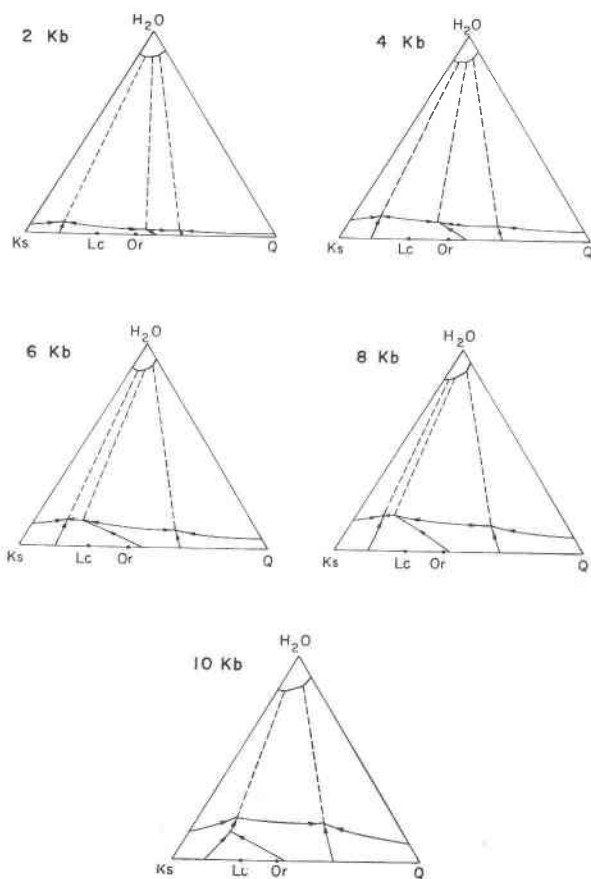 2 Kb
H2O
Ks Lc Or Q
4 Kb
H2O
Ks Lc Or Q
6 Kb
H2O
Ks Lc Or Q
8 Kb
H2O
Ks Lc Or Q
10 Kb
H2O
Ks Lc Or Q